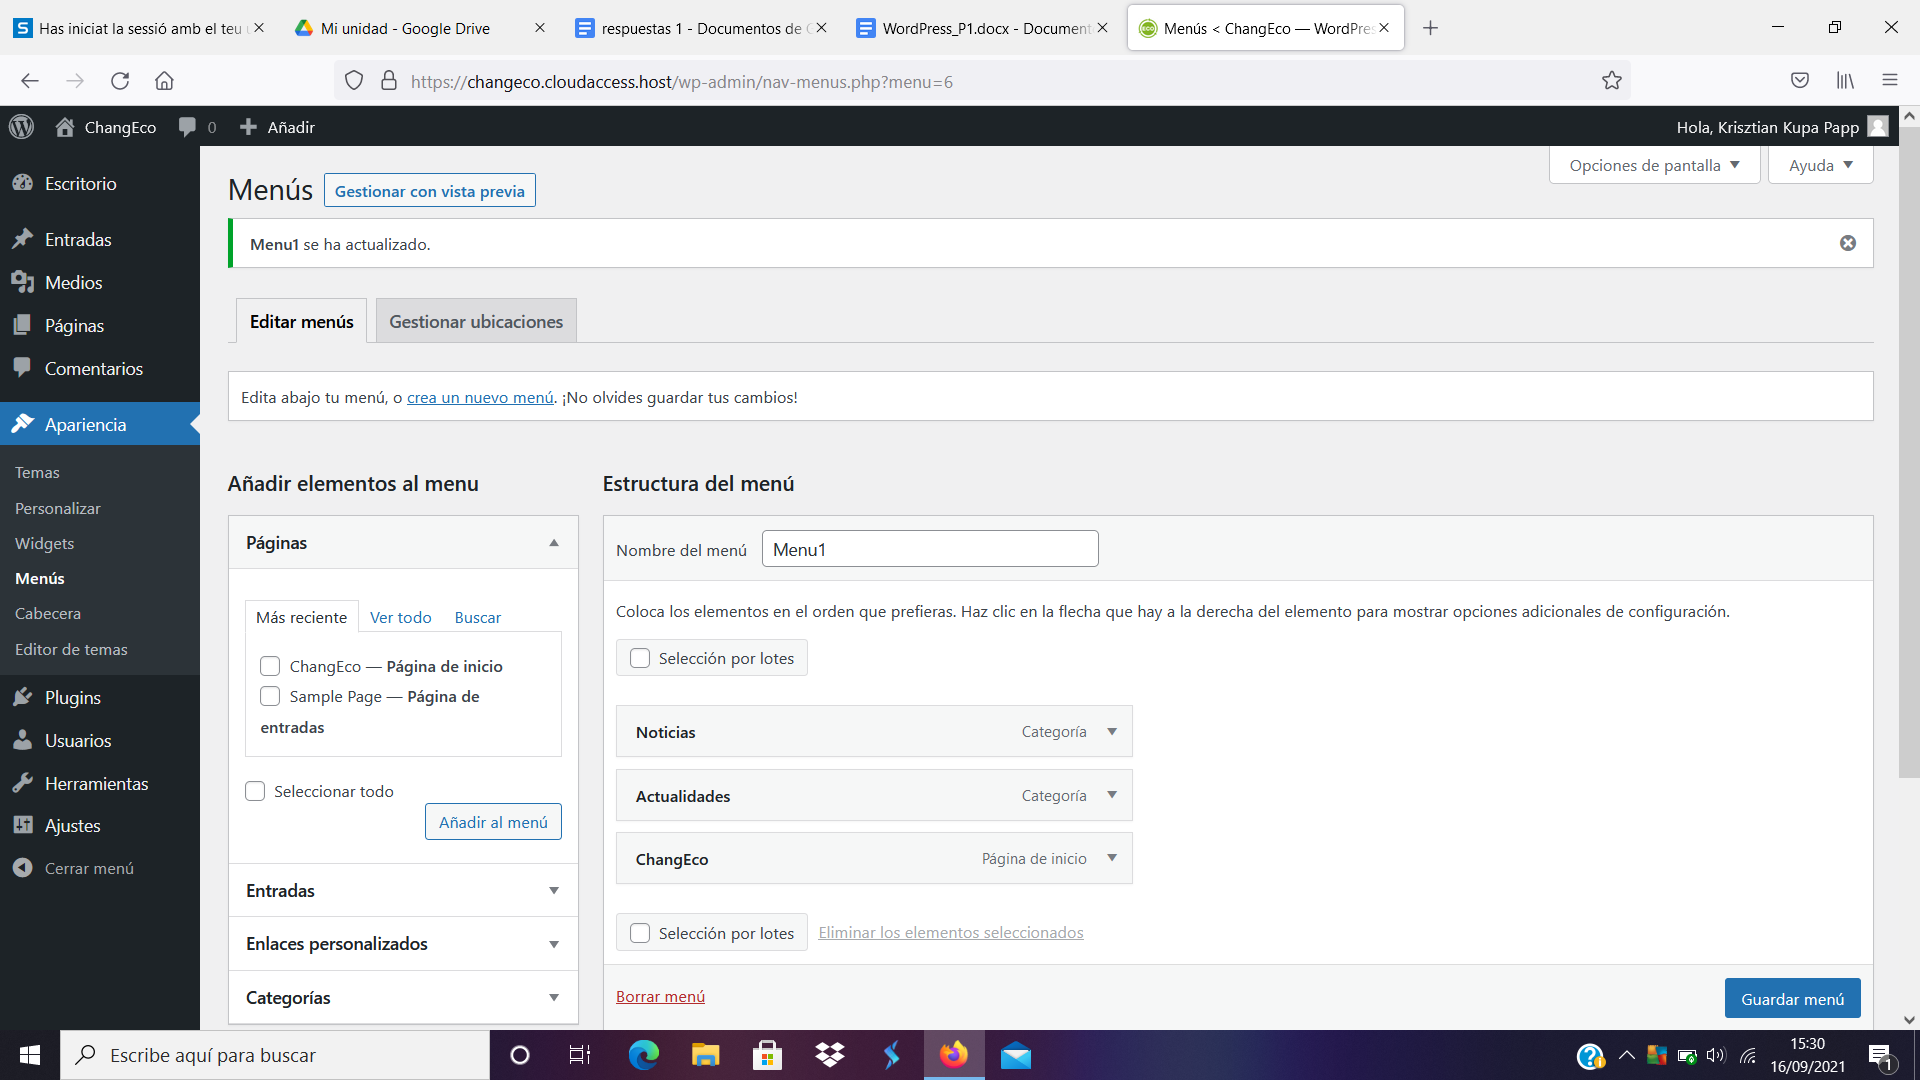 Has iniciat la sessió amb el teu u
Mi unidad - Google Drive
respuestas 1 - Documentos de G
WordPress_P1.docx - Document
Menús < ChangEco — WordPres
https://changeco.cloudaccess.host/wp-admin/nav-menus.php?menu=6
ChangEco
0
Añadir
Hola, Krisztian Kupa Papp
Escritorio
Entradas
Medios
Páginas
Comentarios
Apariencia
Temas
Personalizar
Widgets
Menús
Cabecera
Editor de temas
Plugins
Usuarios
Herramientas
Ajustes
Cerrar menú
Opciones de pantalla
Ayuda
Menús
Gestionar con vista previa
Menu1 se ha actualizado.
Editar menús
Gestionar ubicaciones
Edita abajo tu menú, o crea un nuevo menú. ¡No olvides guardar tus cambios!
Añadir elementos al menu
Páginas
Más reciente
Ver todo
Buscar
ChangEco — Página de inicio
Sample Page — Página de
entradas
Seleccionar todo
Añadir al menú
Entradas
Enlaces personalizados
Categorías
Estructura del menú
Nombre del menú
Menu1
Coloca los elementos en el orden que prefieras. Haz clic en la flecha que hay a la derecha del elemento para mostrar opciones adicionales de configuración.
Selección por lotes
Noticias
Categoría
Actualidades
Categoría
ChangEco
Página de inicio
Selección por lotes
Eliminar los elementos seleccionados
Borrar menú
Guardar menú
Escribe aquí para buscar
15:30
16/09/2021
1